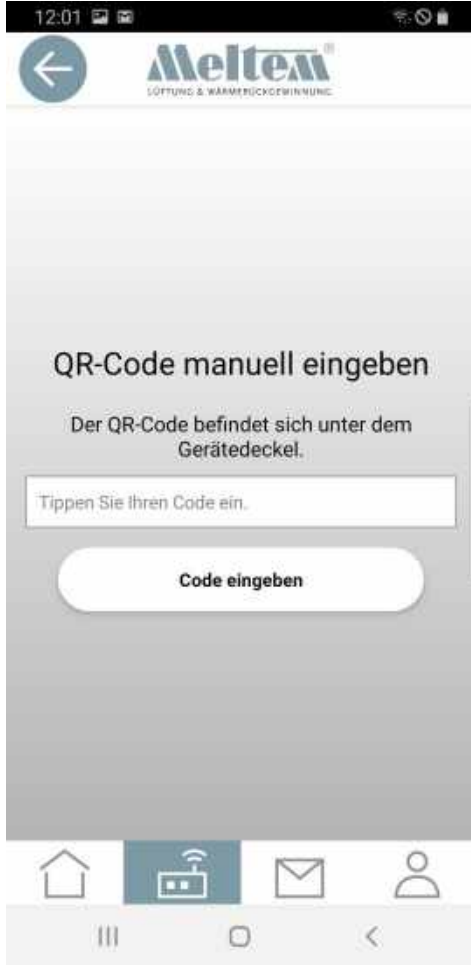 12:01
Meltem®
LÜFTUNG & WÄRMERÜCKGEWINNUNG
QR-Code manuell eingeben
Der QR-Code befindet sich unter dem
Gerätedeckel.
Tippen Sie Ihren Code ein.
Code eingeben